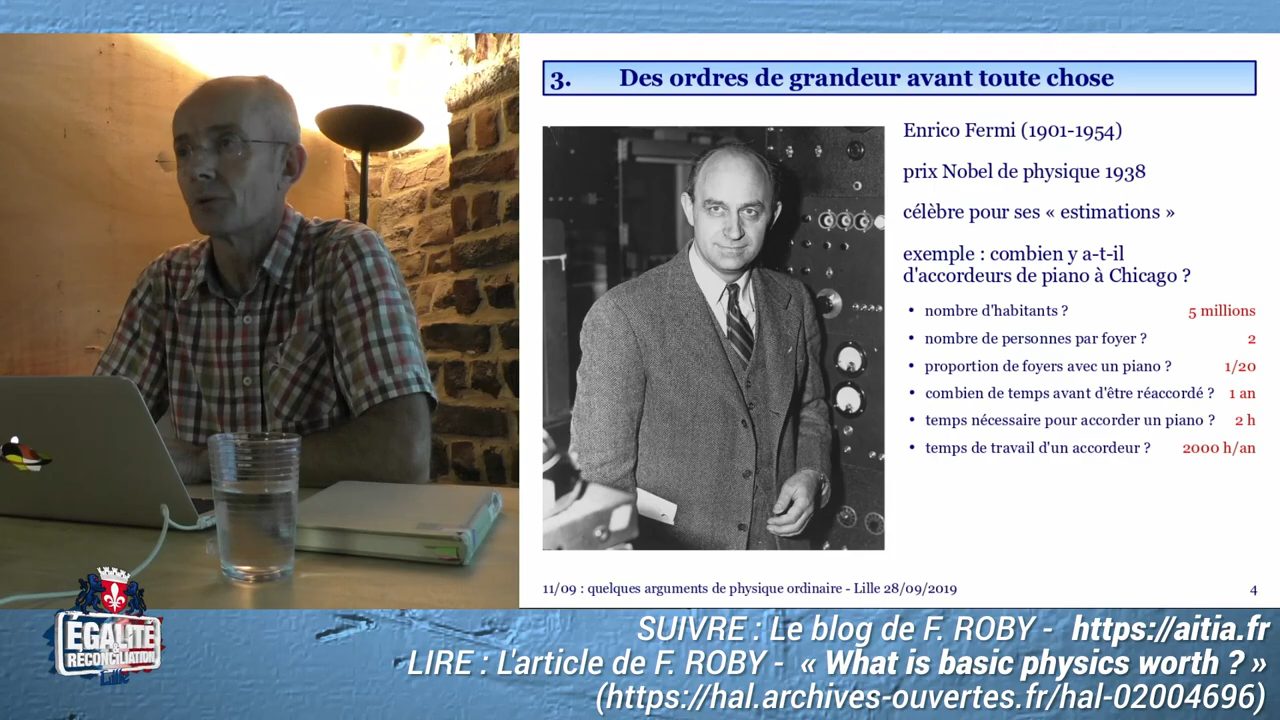 3. Des ordres de grandeur avant toute chose
Enrico Fermi (1901-1954)
prix Nobel de physique 1938
célèbre pour ses « estimations »
exemple : combien y a-t-il
d'accordeurs de piano à Chicago ?
• nombre d'habitants ? 5 millions
• nombre de personnes par foyer ? 2
• proportion de foyers avec un piano ? 1/20
• combien de temps avant d'être réaccordé ? 1 an
• temps nécessaire pour accorder un piano ? 2 h
• temps de travail d'un accordeur ? 2000 h/an
11/09 : quelques arguments de physique ordinaire - Lille 28/09/2019 4
EGALITE
&
RECONCILIATION
Lille
SUIVRE : Le blog de F. ROBY - https://aitia.fr
LIRE : L'article de F. ROBY - « What is basic physics worth ? »
(https://hal.archives-ouvertes.fr/hal-02004696)